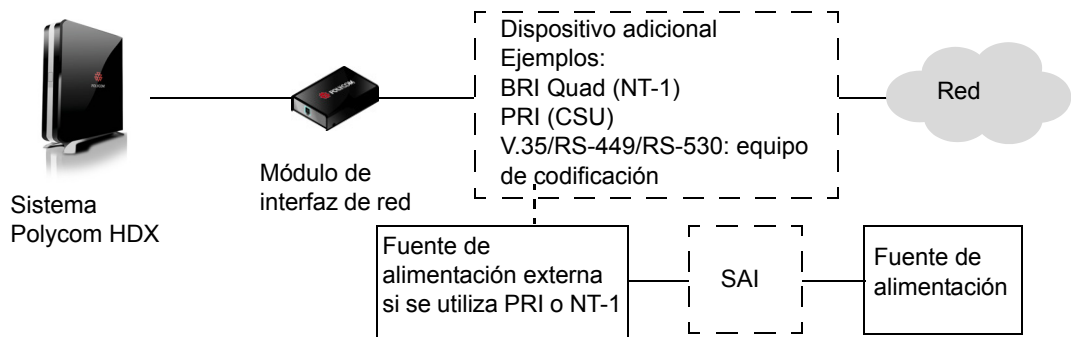 Dispositivo adicional
Ejemplos:
BRI Quad (NT-1)
PRI (CSU)
V.35/RS-449/RS-530: equipo
de codificación
Red
POLYCOM
POLYCOM
Módulo de
interfaz de red
Sistema
Polycom HDX
Fuente de
alimentación externa
si se utiliza PRI o NT-1
SAI
Fuente de
alimentación